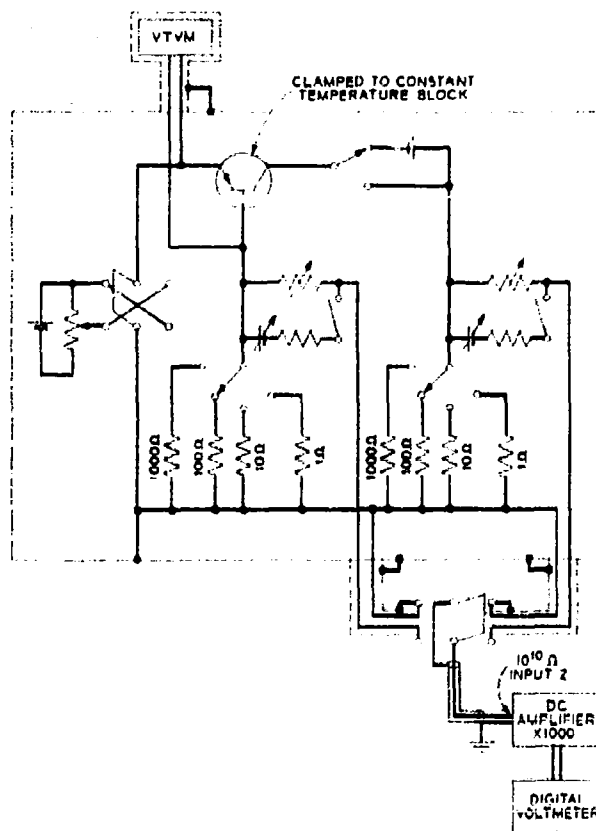 VTVM
CLAMPED TO CONSTANT
TEMPERATURE BLOCK
1000Ω
100Ω
10Ω
1Ω
1000Ω
100Ω
10Ω
1Ω
10¹⁰ Ω
INPUT Z
DC
AMPLIFIER
X1000
DIGITAL
VOLTMETER